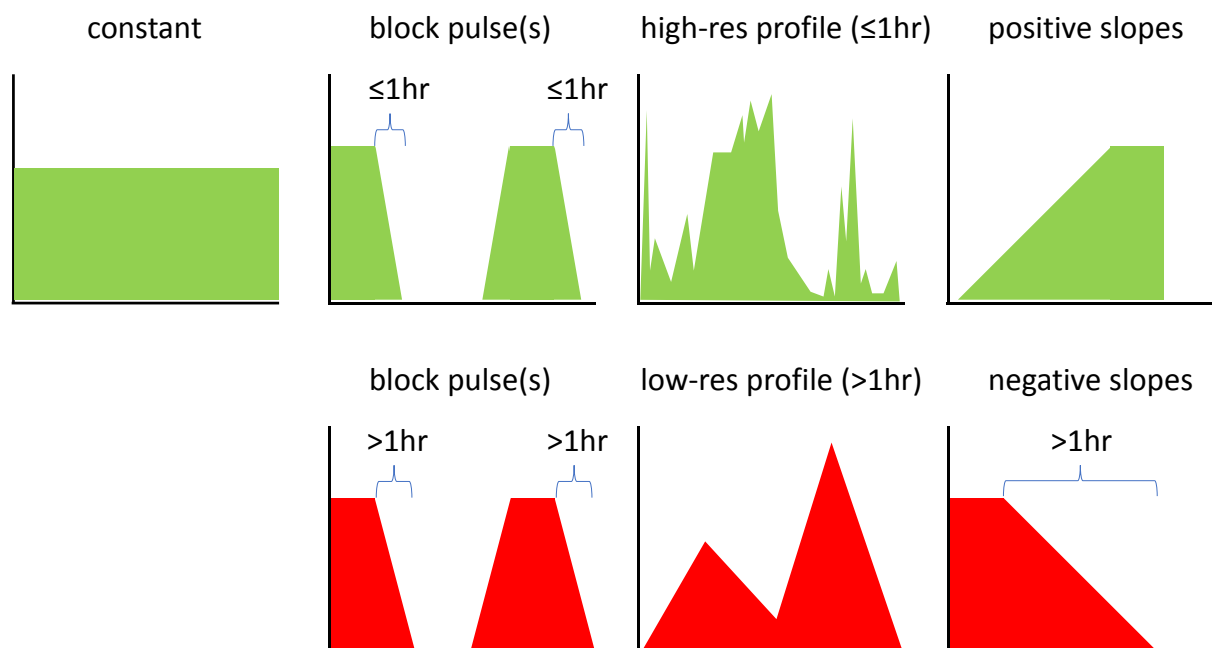 constant
block pulse(s)
high-res profile (≤1hr)
positive slopes
≤1hr
≤1hr
block pulse(s)
low-res profile (>1hr)
negative slopes
>1hr
>1hr
>1hr